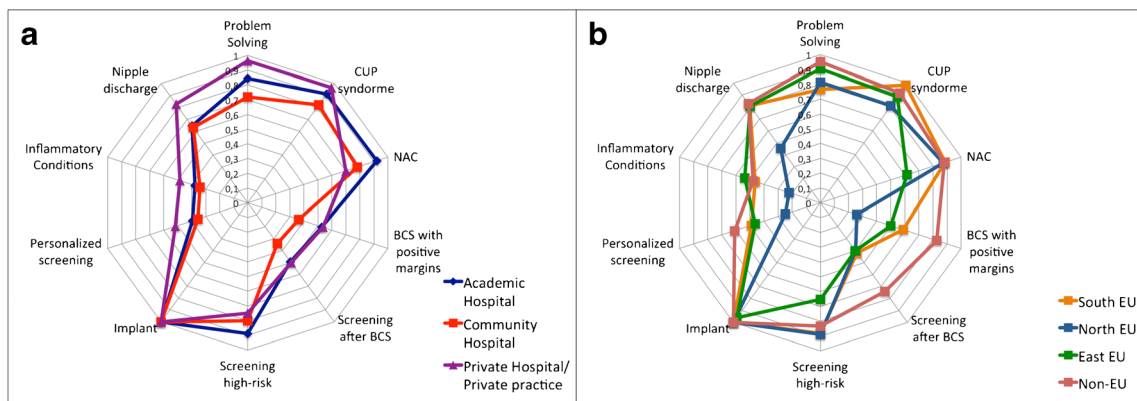 a
Problem
Solving
CUP
syndorme
NAC
BCS with
positive
margins
Screening
after BCS
Screening
high-risk
Implant
Personalized
screening
Inflammatory
Conditions
Nipple
discharge
1
0,9
0,8
0,7
0,6
0,5
0,4
0,3
0,2
0,1
0
Academic
Hospital
Community
Hospital
Private Hospital/
Private practice
b
Problem
Solving
CUP
syndorme
NAC
BCS with
positive
margins
Screening
after BCS
Screening
high-risk
Implant
Personalized
screening
Inflammatory
Conditions
Nipple
discharge
1
0,9
0,8
0,7
0,6
0,5
0,4
0,3
0,2
0,1
0
South EU
North EU
East EU
Non-EU